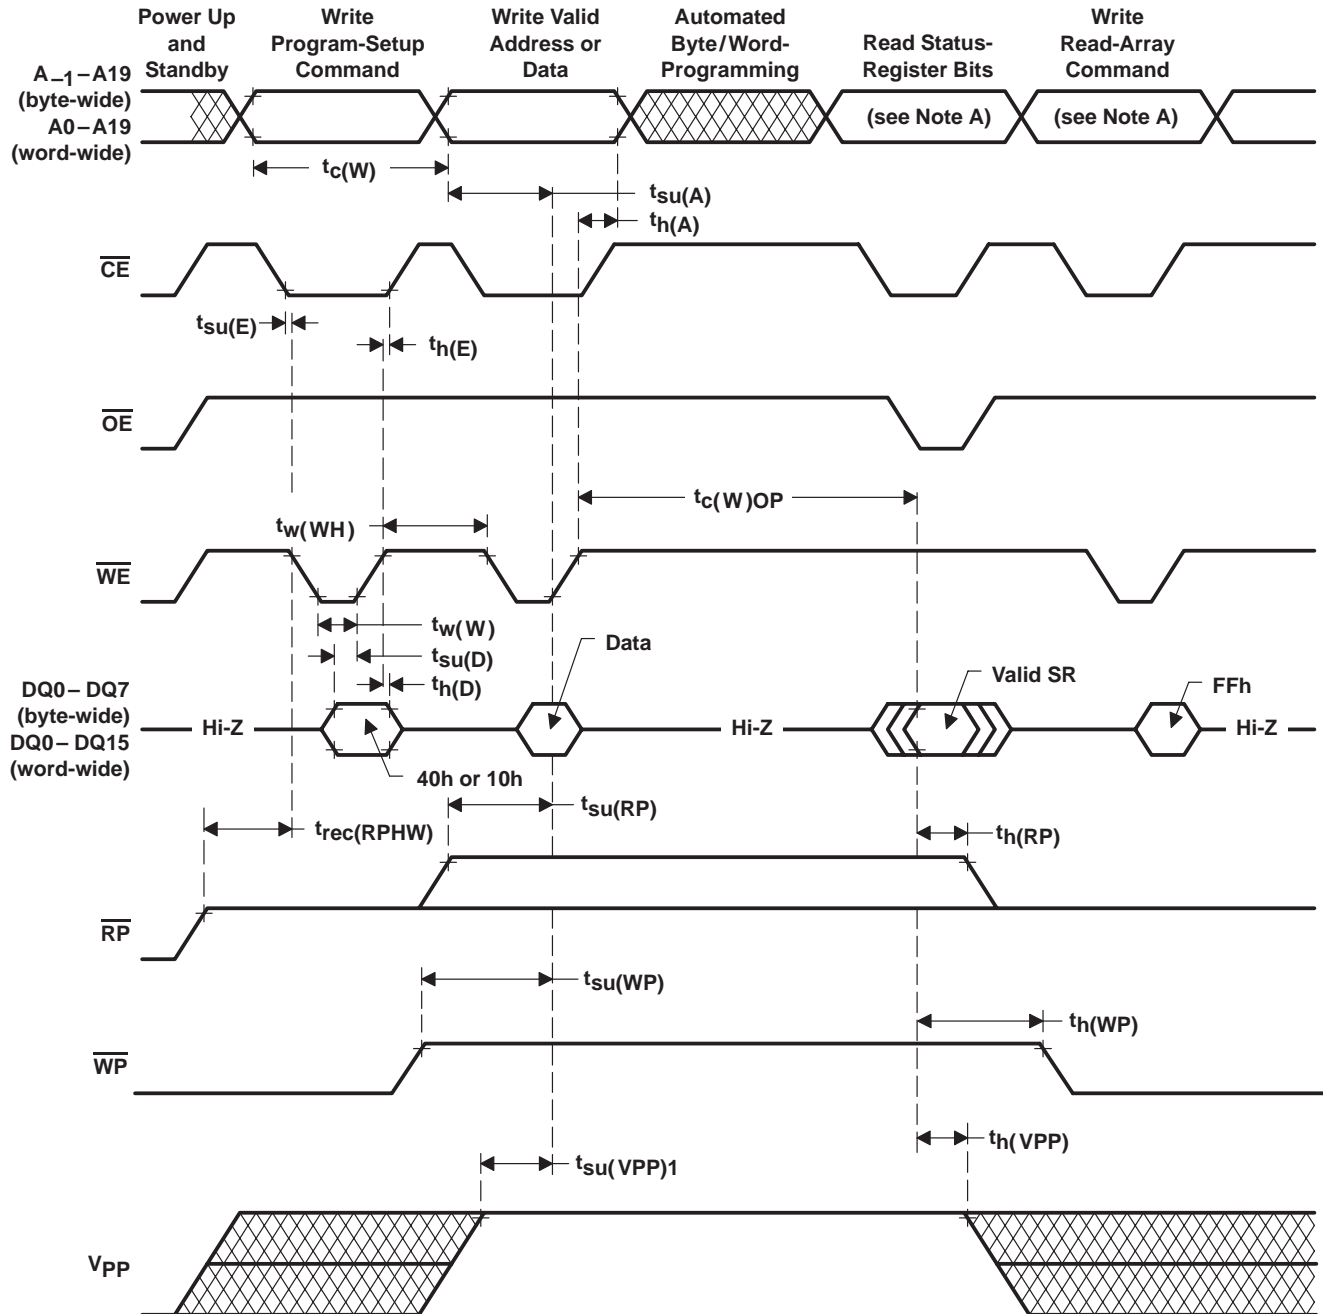 Power Up
and
Standby
Write
Program-Setup
Command
Write Valid
Address or
Data
Automated
Byte/Word-
Programming
Read Status-
Register Bits
Write
Read-Array
Command
A–1–A19
(byte-wide)
A0–A19
(word-wide)
(see Note A)
(see Note A)
tc(W)
tsu(A)
th(A)
CE
tsu(E)
th(E)
OE
tc(W)OP
tw(WH)
WE
tw(W)
tsu(D)
th(D)
Data
Valid SR
FFh
DQ0–DQ7
(byte-wide)
DQ0–DQ15
(word-wide)
Hi-Z
Hi-Z
Hi-Z
40h or 10h
tsu(RP)
trec(RPHW)
th(RP)
RP
tsu(WP)
th(WP)
WP
th(VPP)
tsu(VPP)1
VPP